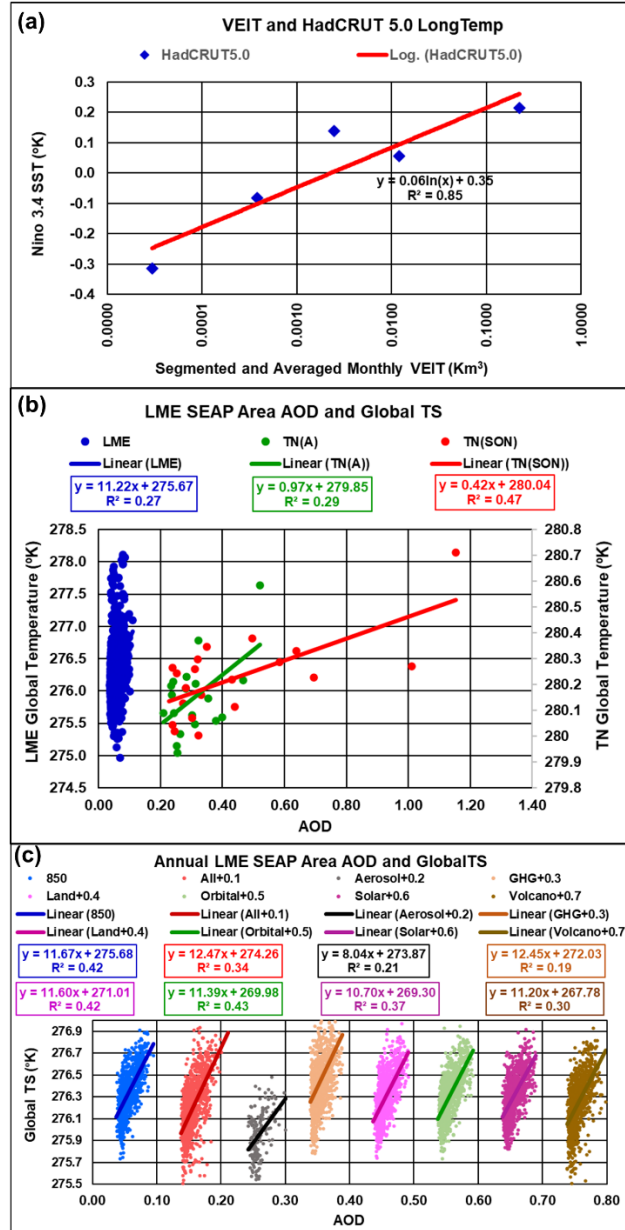 (a)
VEIT and HadCRUT 5.0 LongTemp
HadCRUT5.0 Log. (HadCRUT5.0)
Nino 3.4 SST (ºK)
0.3
0.2
0.1
0.0
-0.1
-0.2
-0.3
-0.4
y = 0.06ln(x) + 0.35
R² = 0.85
0.0000 0.0001 0.0010 0.0100 0.1000 1.0000
Segmented and Averaged Monthly VEIT (Km³)
(b)
LME SEAP Area AOD and Global TS
LME TN(A) TN(SON)
Linear (LME) Linear (TN(A)) Linear (TN(SON))
y = 11.22x + 275.67 y = 0.97x + 279.85 y = 0.42x + 280.04
R² = 0.27 R² = 0.29 R² = 0.47
LME Global Temperature (ºK)
278.5
278.0
277.5
277.0
276.5
276.0
275.5
275.0
274.5
280.8
280.7
280.6
280.5
280.4
280.3
280.2
280.1
280
279.9
279.8
TN Global Temperature (ºK)
0.00 0.20 0.40 0.60 0.80 1.00 1.20 1.40
AOD
(c)
Annual LME SEAP Area AOD and GlobalTS
850 All+0.1 Aerosol+0.2 GHG+0.3
Land+0.4 Orbital+0.5 Solar+0.6 Volcano+0.7
Linear (850) Linear (All+0.1) Linear (Aerosol+0.2) Linear (GHG+0.3)
Linear (Land+0.4) Linear (Orbital+0.5) Linear (Solar+0.6) Linear (Volcano+0.7)
y = 11.67x + 275.68 y = 12.47x + 274.26 y = 8.04x + 273.87 y = 12.45x + 272.03
R² = 0.42 R² = 0.34 R² = 0.21 R² = 0.19
y = 11.60x + 271.01 y = 11.39x + 269.98 y = 10.70x + 269.30 y = 11.20x + 267.78
R² = 0.42 R² = 0.43 R² = 0.37 R² = 0.30
Global TS (ºK)
276.9
276.7
276.5
276.3
276.1
275.9
275.7
275.5
0.00 0.10 0.20 0.30 0.40 0.50 0.60 0.70 0.80
AOD